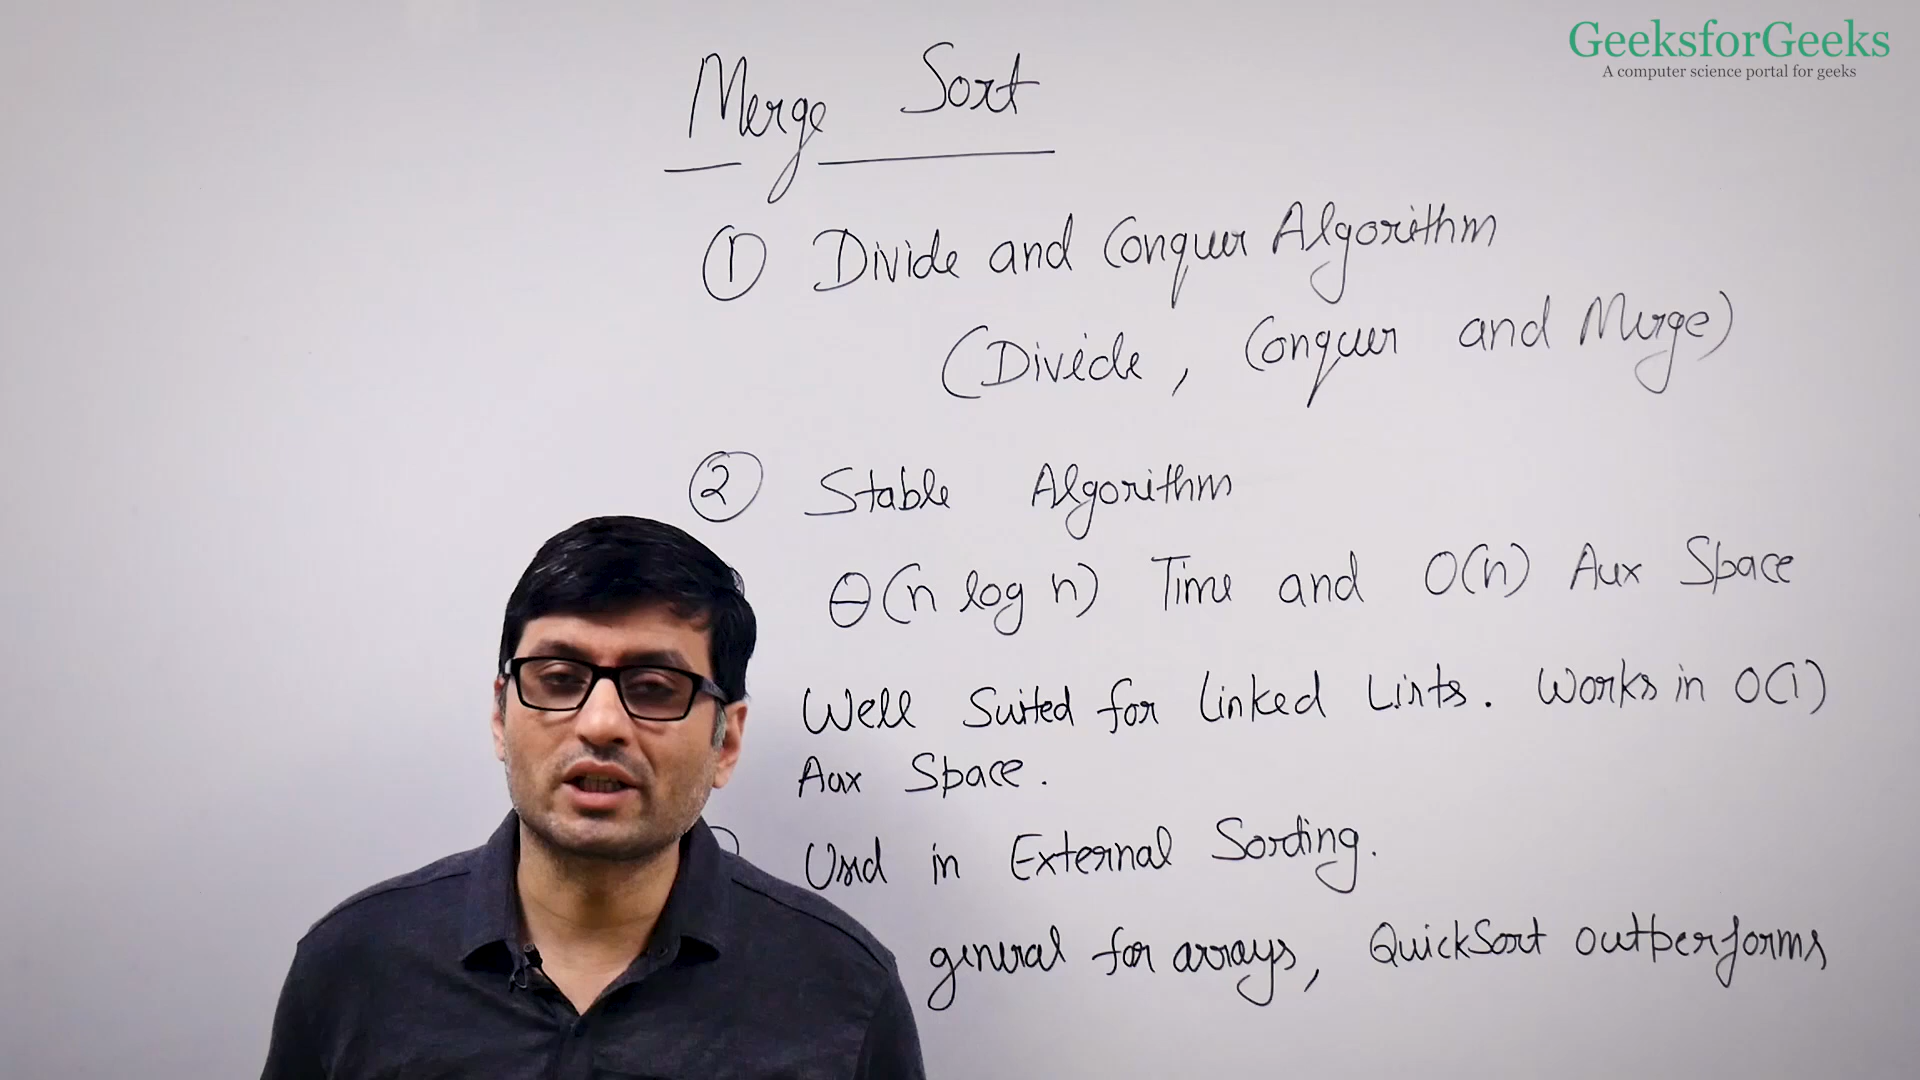 GeeksforGeeks
A computer science portal for geeks
Merge Sort
① Divide and Conquer Algorithm
(Divide, Conquer and Merge)
② Stable Algorithm
Θ(n log n) Time and O(n) Aux Space
Well Suited for Linked Lists. Works in O(1)
Aux Space.
Used in External Sorting.
general for arrays, QuickSort outperforms